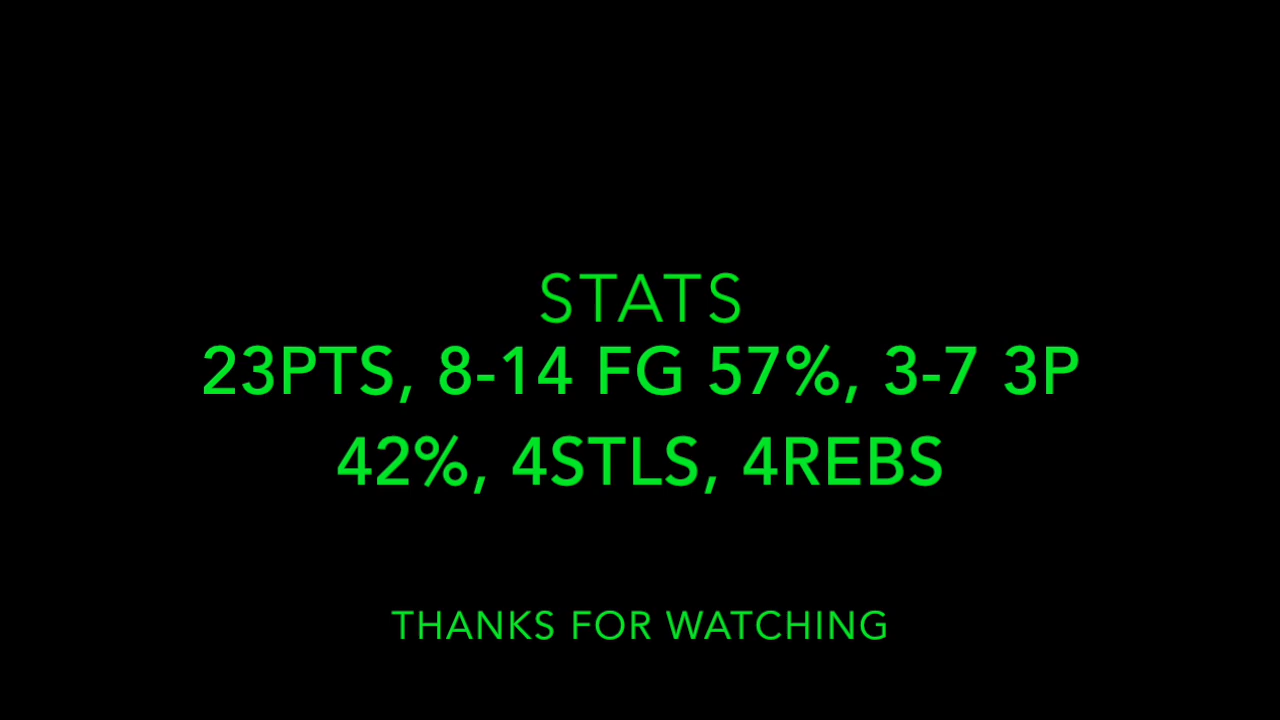 STATS
23PTS, 8-14 FG 57%, 3-7 3P
42%, 4STLS, 4REBS
THANKS FOR WATCHING